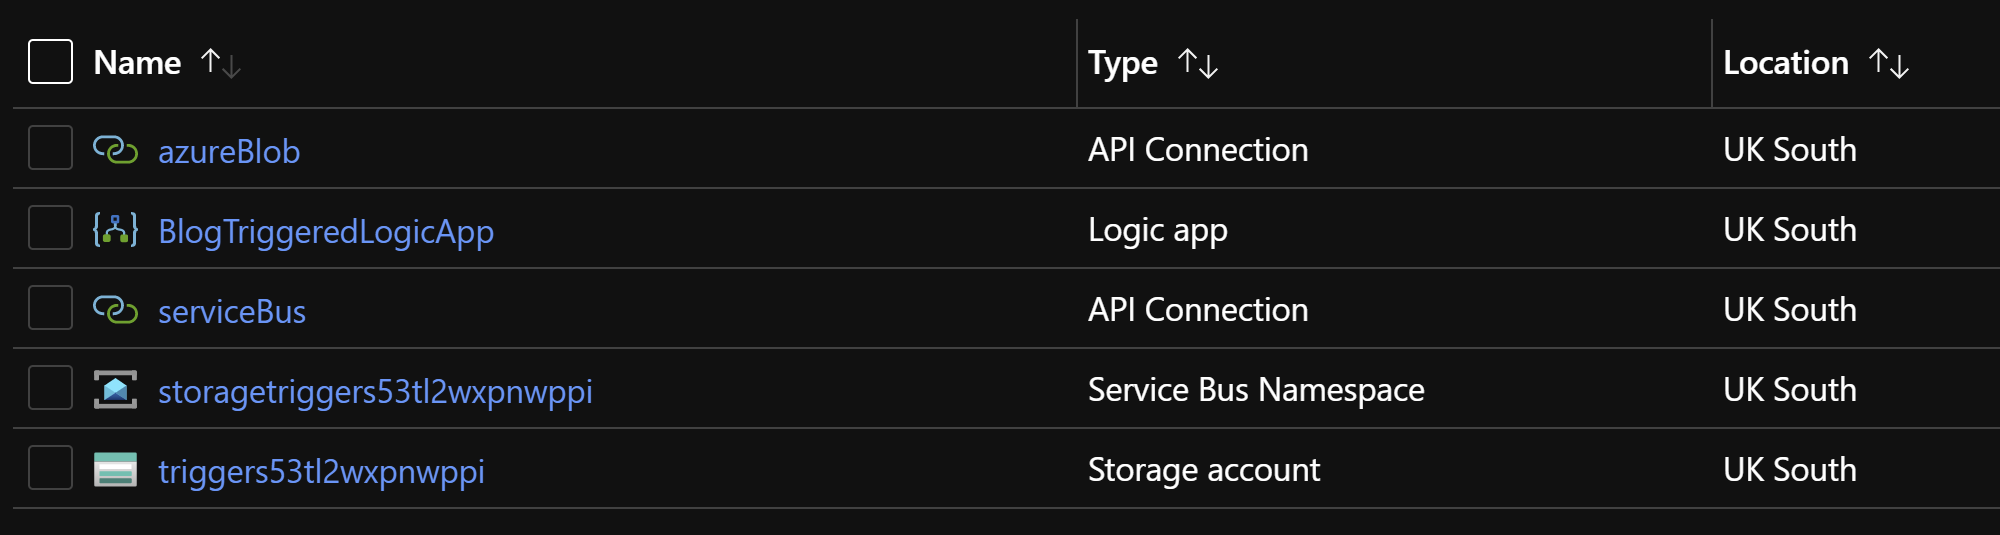 Name Type Location
azureBlob API Connection UK South
BlogTriggeredLogicApp Logic app UK South
serviceBus API Connection UK South
storagetriggers53tl2wxpnwppi Service Bus Namespace UK South
triggers53tl2wxpnwppi Storage account UK South